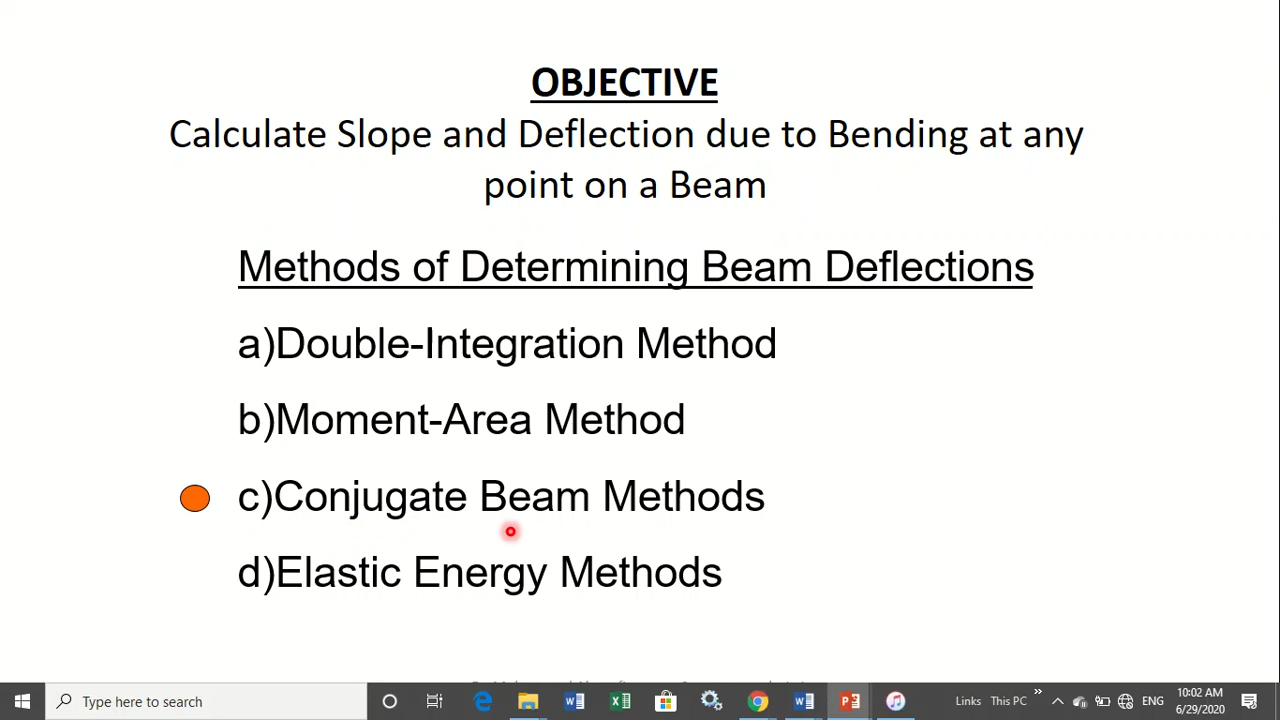 OBJECTIVE
Calculate Slope and Deflection due to Bending at any
point on a Beam
Methods of Determining Beam Deflections
a)Double-Integration Method
b)Moment-Area Method
c)Conjugate Beam Methods
d)Elastic Energy Methods
Type here to search
Links This PC
ENG
10:02 AM
6/29/2020